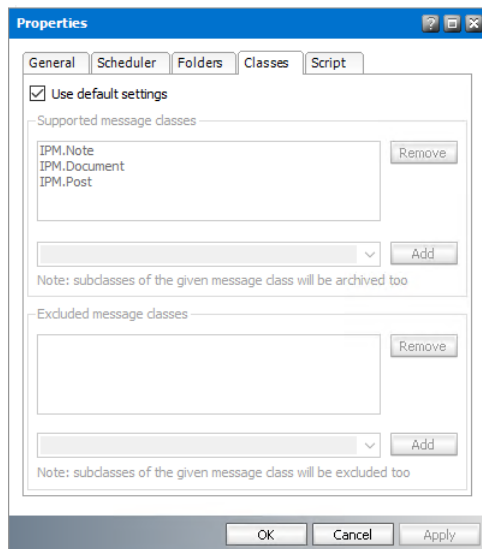 Properties
General Scheduler Folders Classes Script
Use default settings
Supported message classes
IPM.Note
IPM.Document
IPM.Post
Remove
Add
Note: subclasses of the given message class will be archived too
Excluded message classes
Remove
Add
Note: subclasses of the given message class will be excluded too
OK Cancel Apply